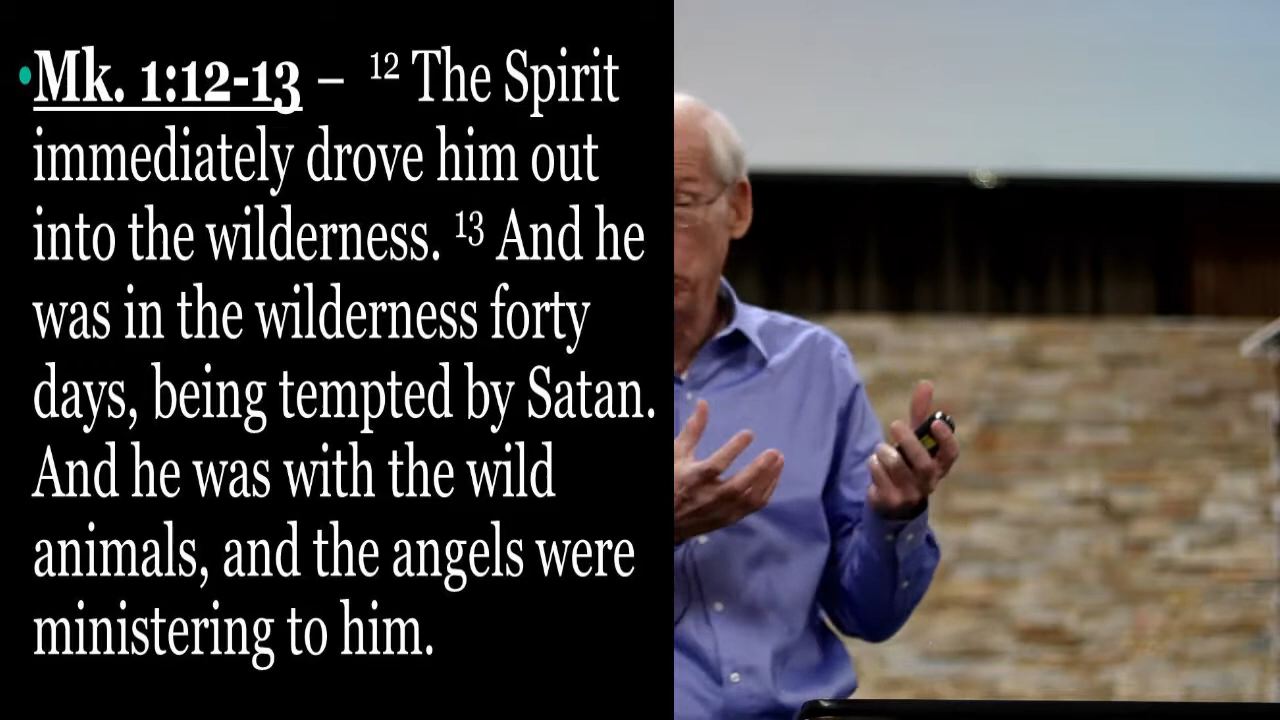 •Mk. 1:12-13 – ¹² The Spirit
immediately drove him out
into the wilderness. ¹³ And he
was in the wilderness forty
days, being tempted by Satan.
And he was with the wild
animals, and the angels were
ministering to him.